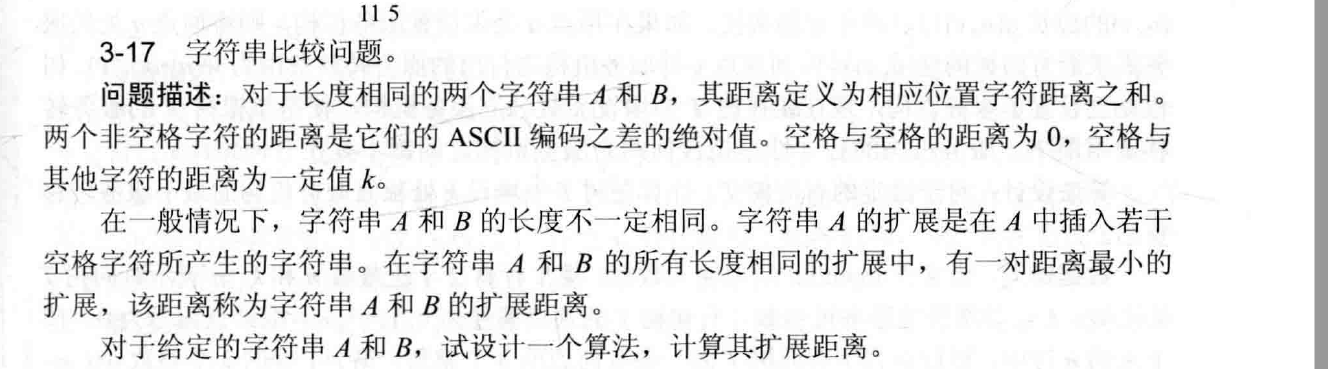 11 5
3-17 字符串比较问题。
问题描述：对于长度相同的两个字符串 A 和 B，其距离定义为相应位置字符距离之和。
两个非空格字符的距离是它们的 ASCII 编码之差的绝对值。空格与空格的距离为 0，空格与
其他字符的距离为一定值 k。
在一般情况下，字符串 A 和 B 的长度不一定相同。字符串 A 的扩展是在 A 中插入若干
空格字符所产生的字符串。在字符串 A 和 B 的所有长度相同的扩展中，有一对距离最小的
扩展，该距离称为字符串 A 和 B 的扩展距离。
对于给定的字符串 A 和 B，试设计一个算法，计算其扩展距离。